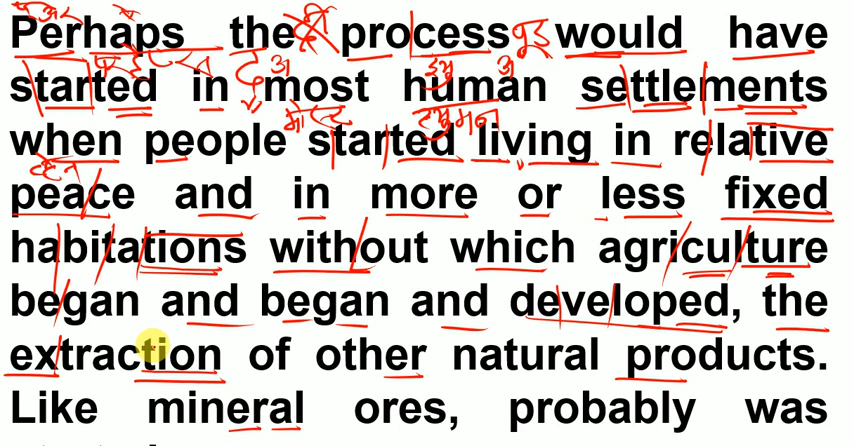 Perhaps the process would have
started in most human settlements
when people started living in relative
peace and in more or less fixed
habitations without which agriculture
began and began and developed, the
extraction of other natural products.
Like mineral ores, probably was